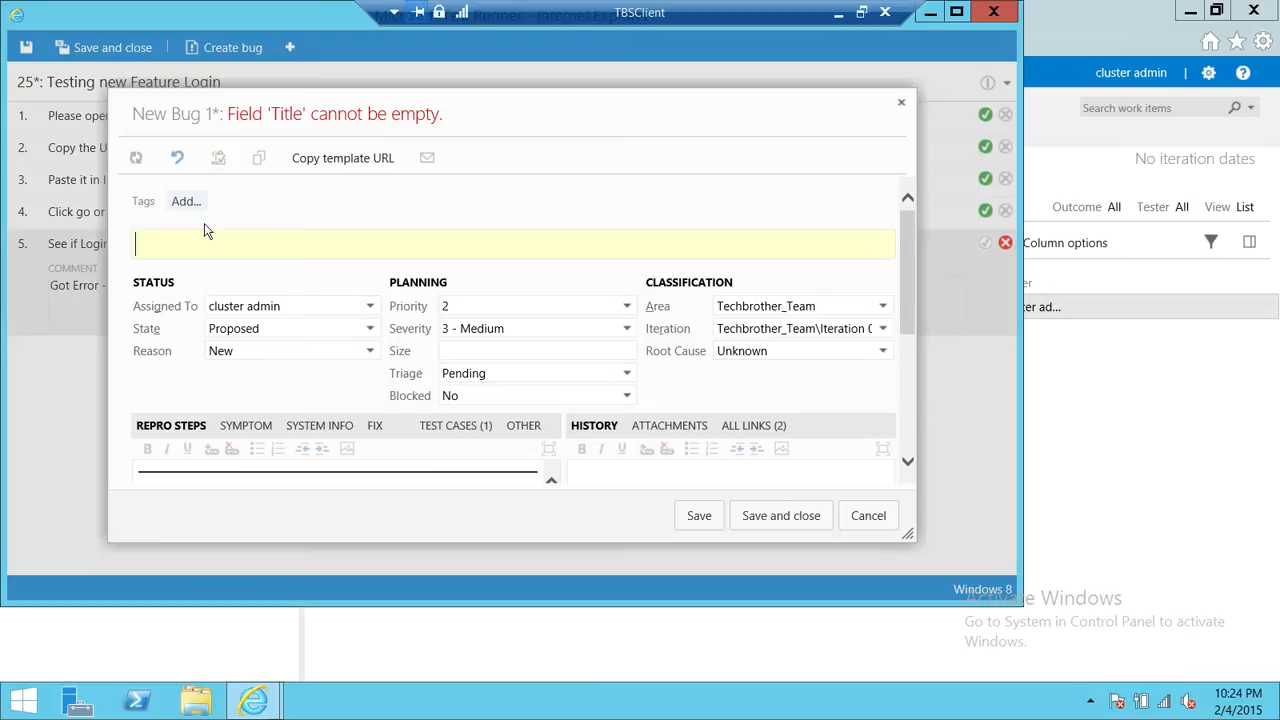 TBSClient
Save and close
Create bug
cluster admin
25*: Testing new Feature Login
Search work items
New Bug 1*: Field 'Title' cannot be empty.
1. Please
2. Copy the
3. Paste it in
4. Click go or
5. See if
COMMENT
Got Error -
No iteration dates
Copy template URL
Tags Add...
Outcome All Tester All View List
Column options
STATUS
Assigned To cluster admin
State Proposed
Reason New
PLANNING
Priority 2
Severity 3 - Medium
Size
Triage Pending
Blocked No
CLASSIFICATION
Area Techbrother_Team
Iteration Techbrother_Team\Iteration
Root Cause Unknown
ad...
REPRO STEPS SYMPTOM SYSTEM INFO FIX TEST CASES (1) OTHER
HISTORY ATTACHMENTS ALL LINKS (2)
B I U
B I U
Save Save and close Cancel
Windows 8
Activate Windows
Go to System in Control Panel to activate
Windows.
10:24 PM
2/4/2015